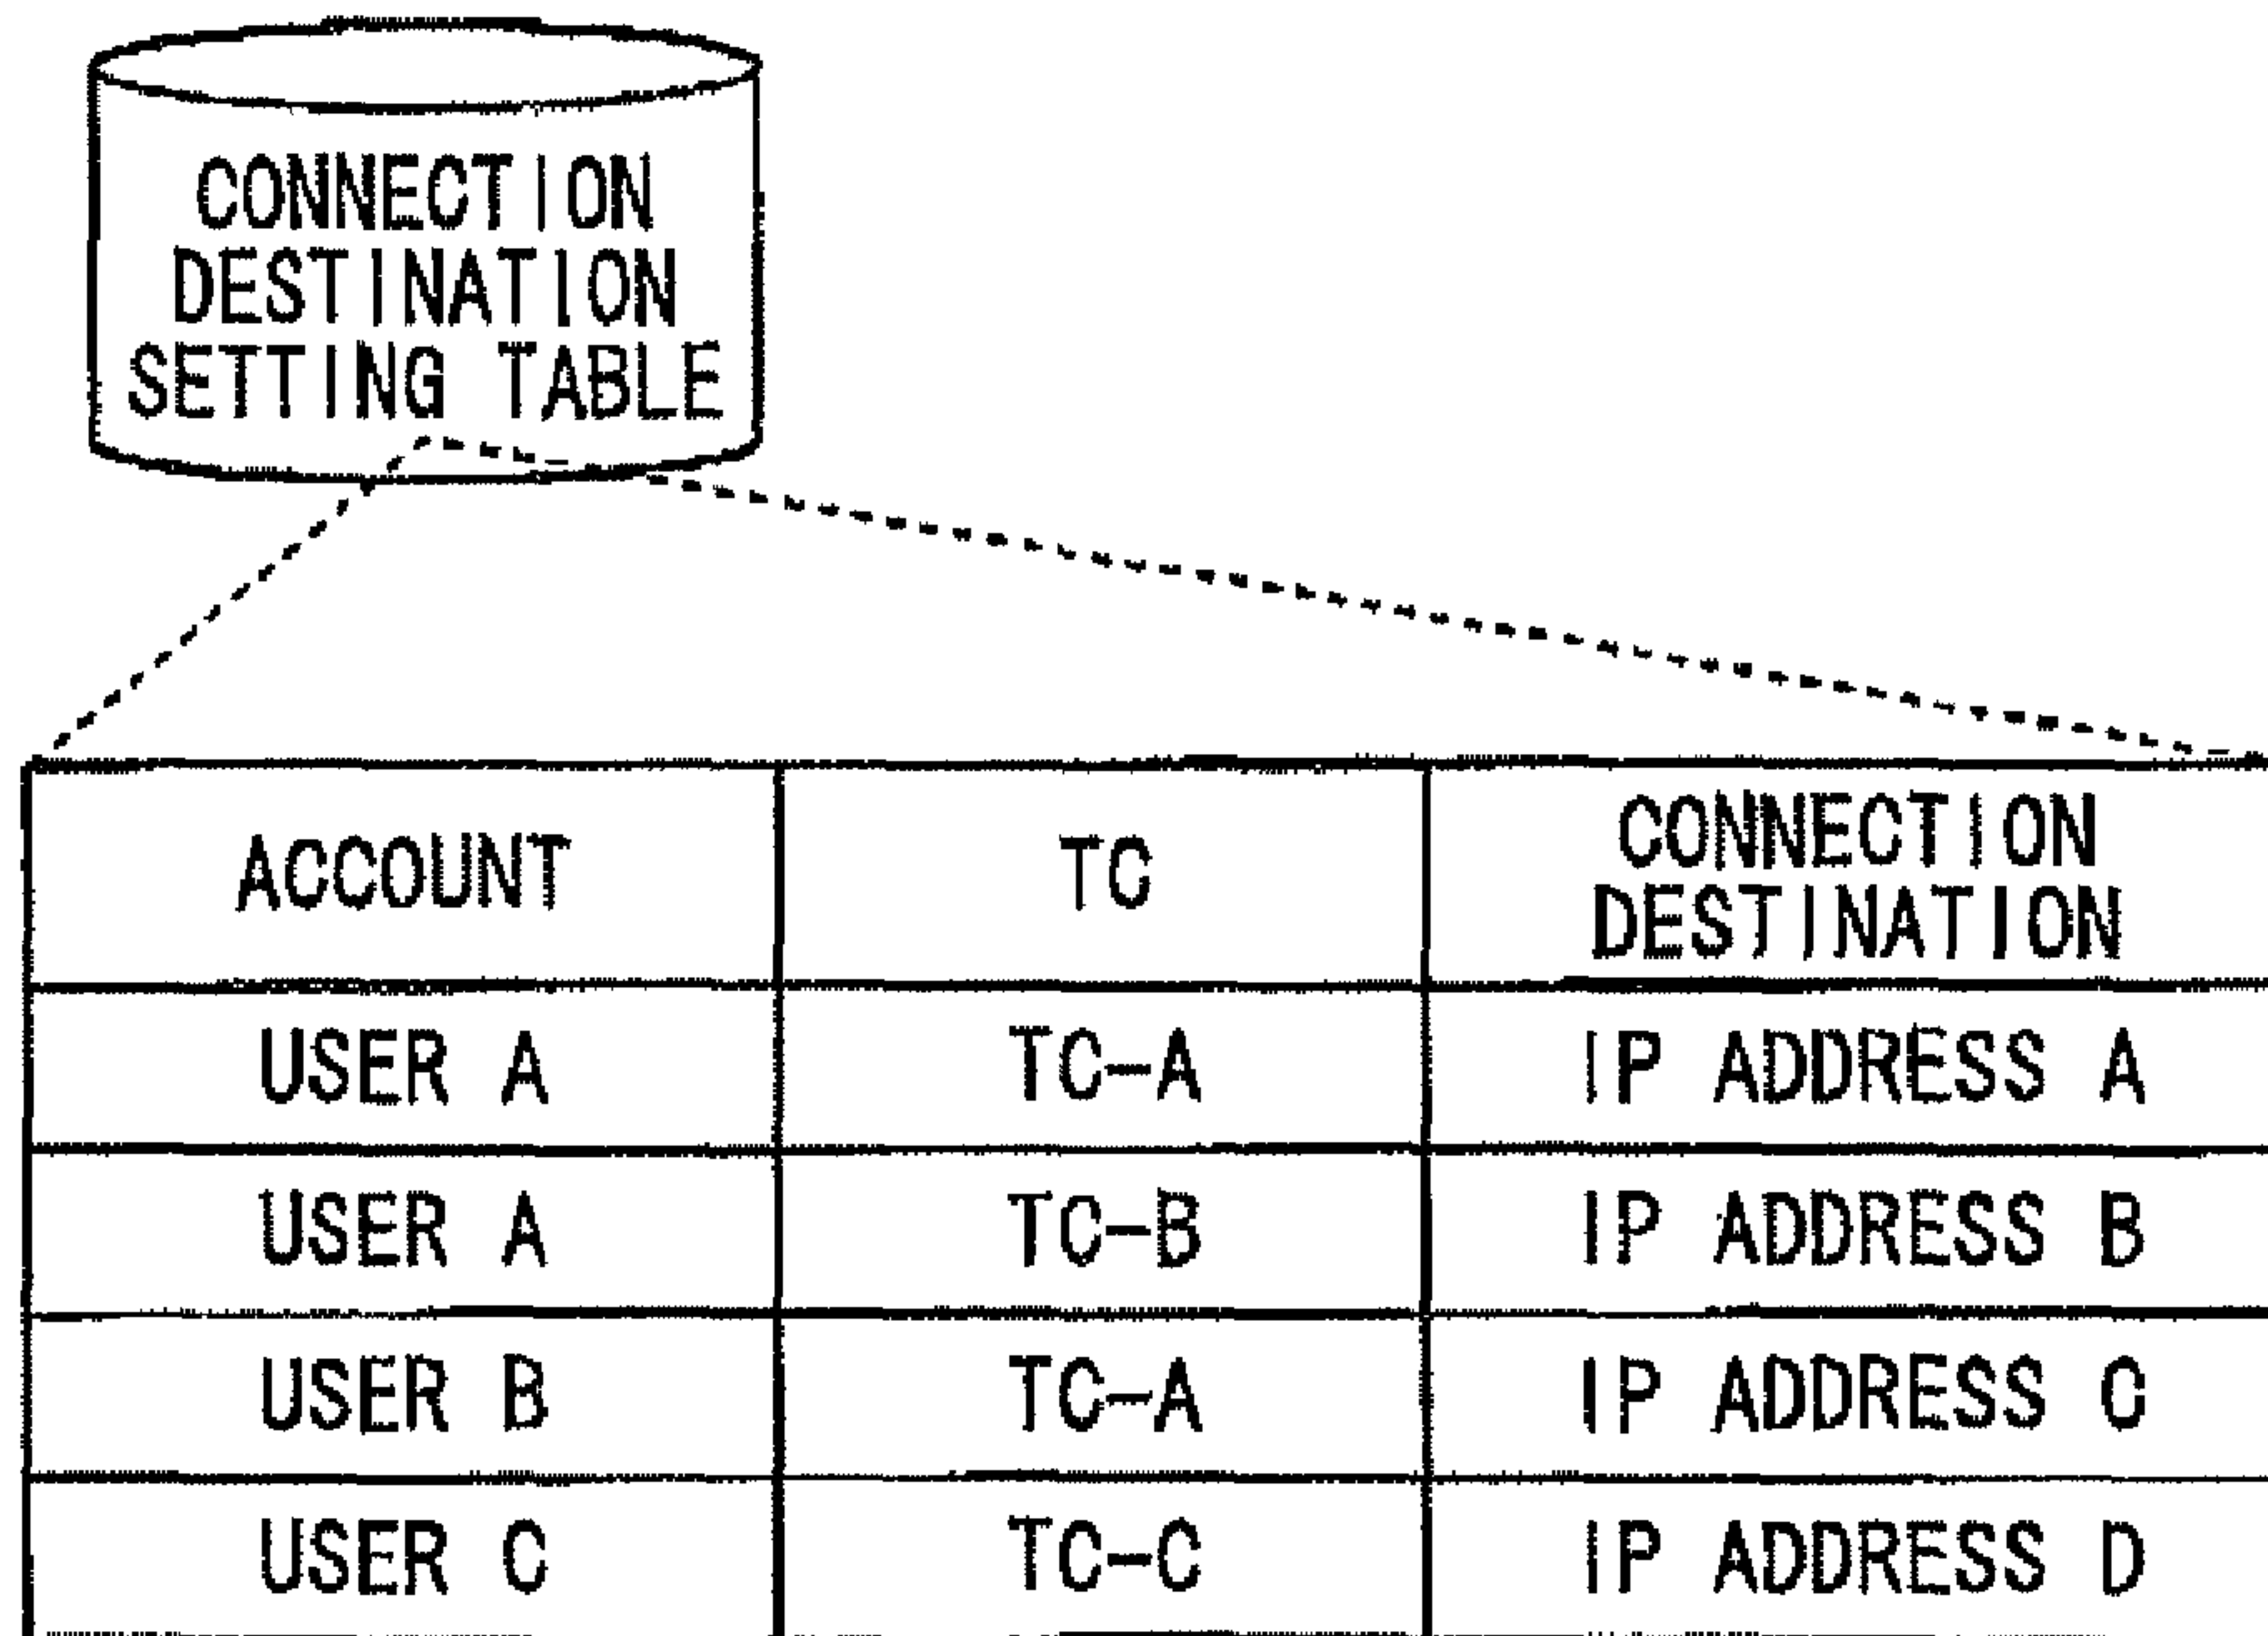 CONNECTION
DESTINATION
SETTING TABLE
ACCOUNT TC CONNECTION
DESTINATION
USER A TC-A IP ADDRESS A
USER A TC-B IP ADDRESS B
USER B TC-A IP ADDRESS C
USER C TC-C IP ADDRESS D